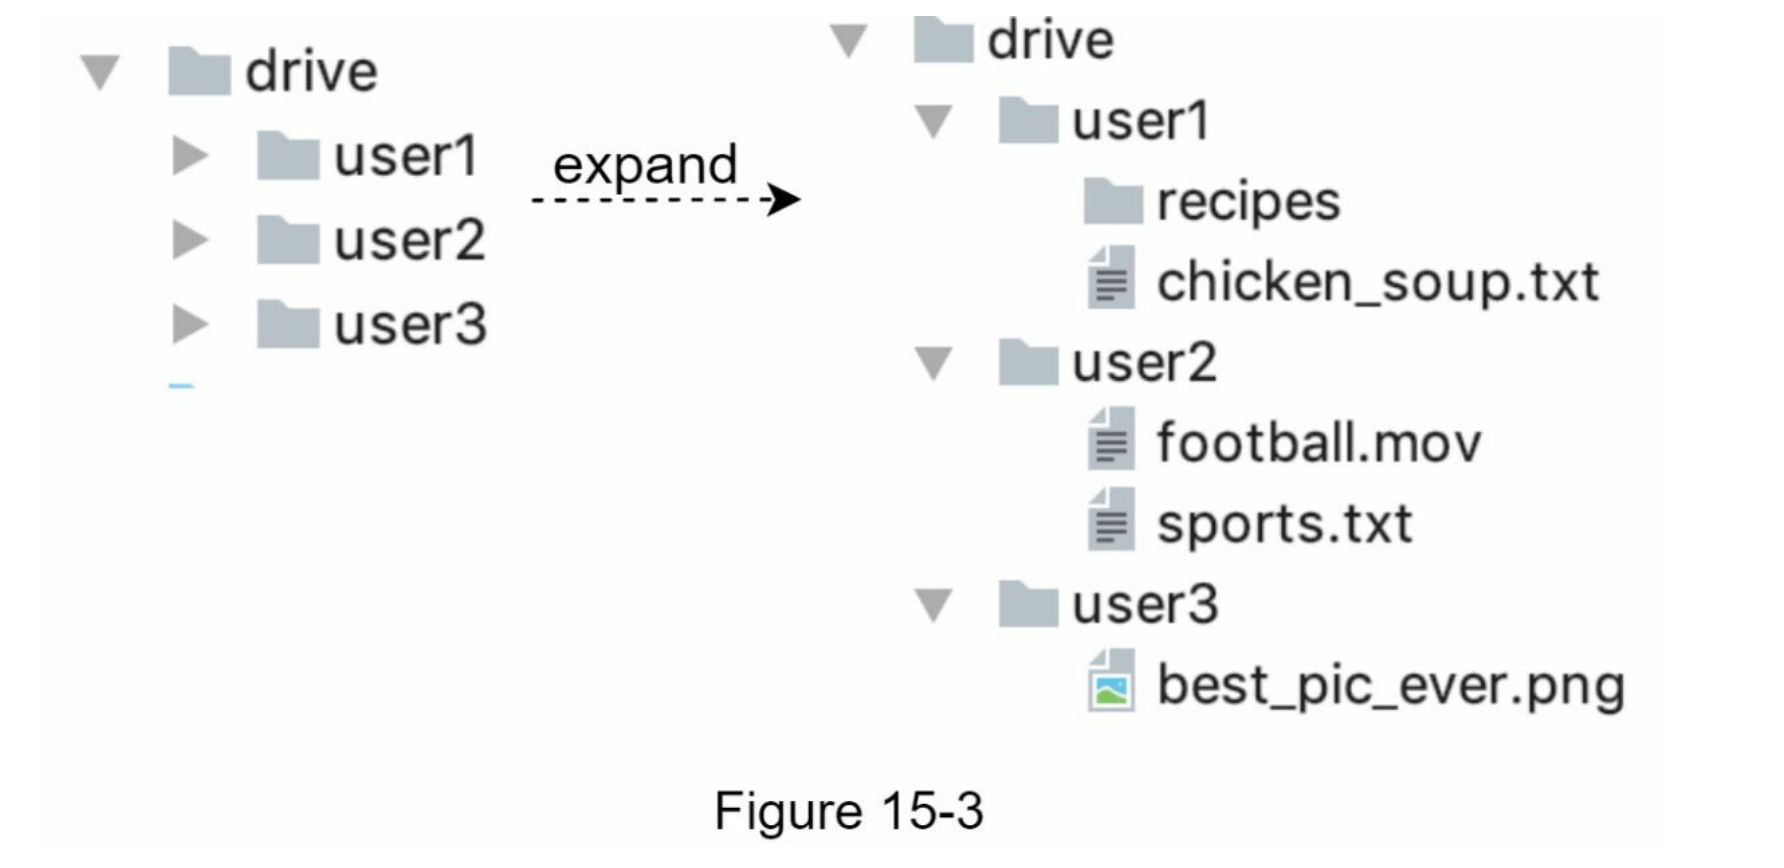 drive
user1
user2
user3
expand
drive
user1
recipes
chicken_soup.txt
user2
football.mov
sports.txt
user3
best_pic_ever.png
Figure 15-3